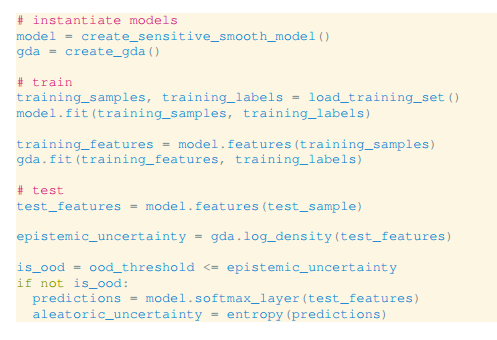 # instantiate models
model = create_sensitive_smooth_model()
gda = create_gda()

# train
training_samples, training_labels = load_training_set()
model.fit(training_samples, training_labels)

training_features = model.features(training_samples)
gda.fit(training_features, training_labels)

# test
test_features = model.features(test_sample)

epistemic_uncertainty = gda.log_density(test_features)

is_ood = ood_threshold <= epistemic_uncertainty
if not is_ood:
  predictions = model.softmax_layer(test_features)
  aleatoric_uncertainty = entropy(predictions)